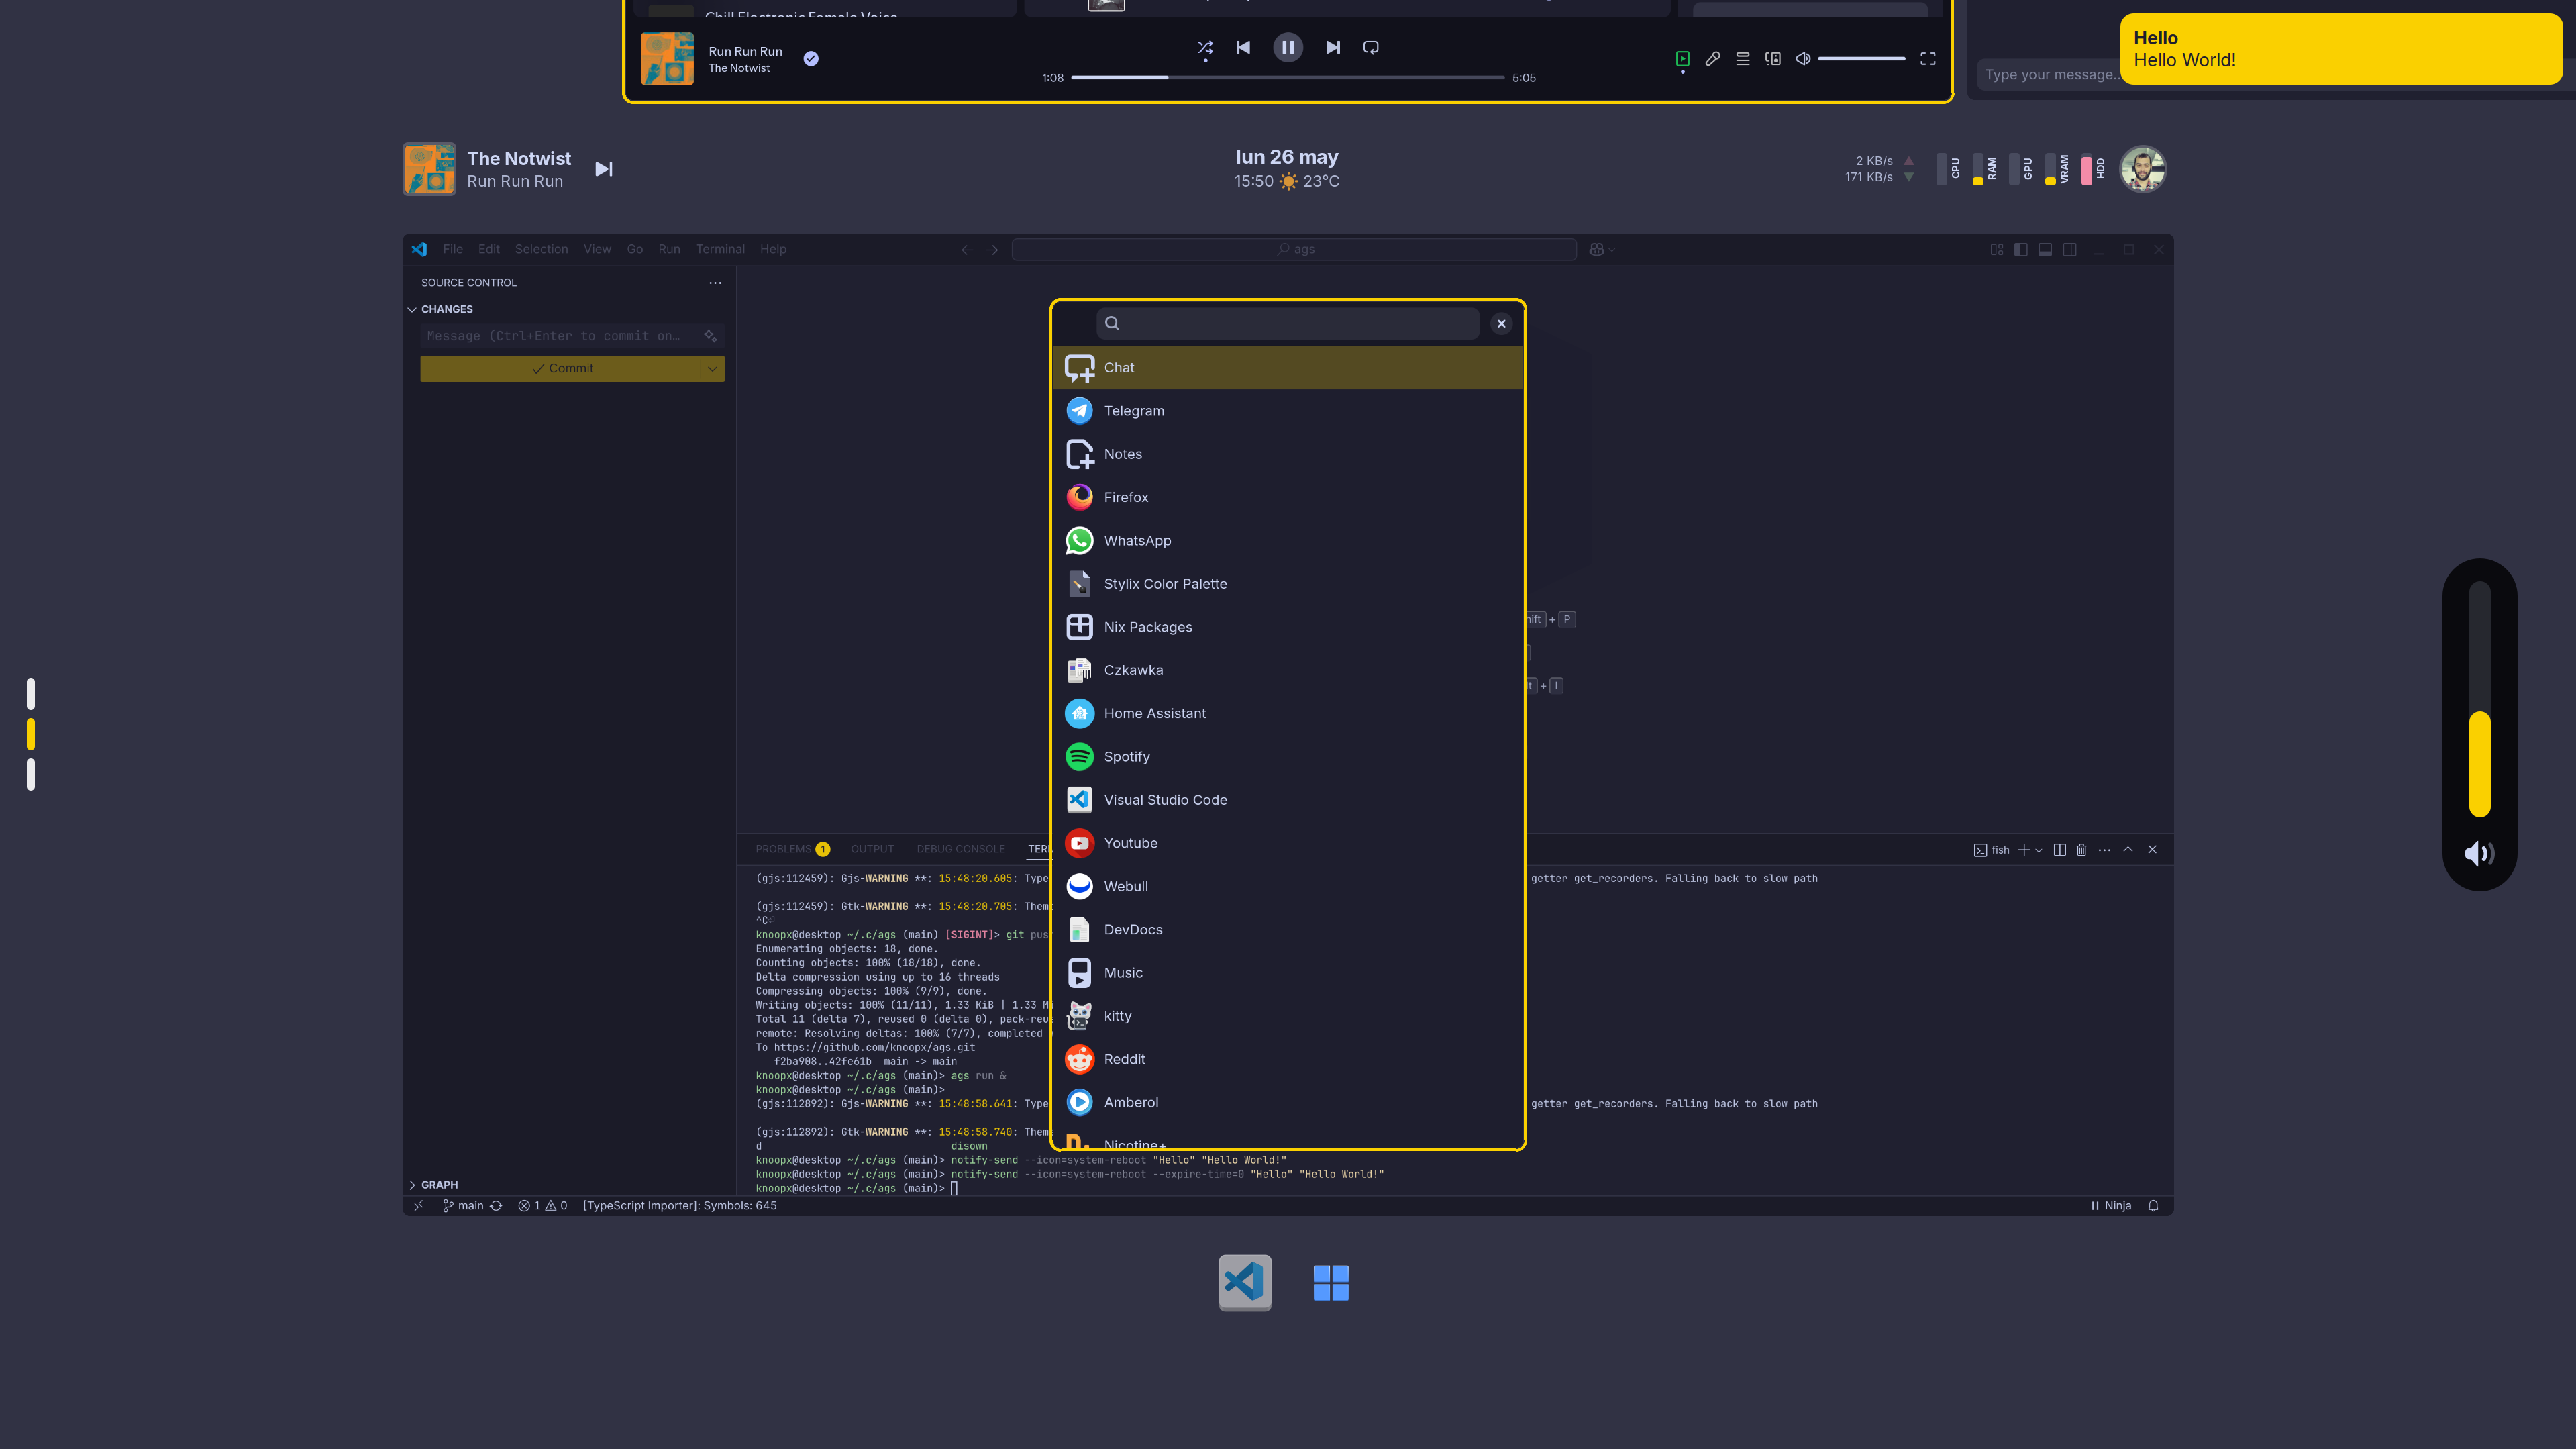 Chill Electronic Female Voice
Run Run Run
The Notwist
1:08
5:05
Type your message...
Hello
Hello World!
The Notwist
Run Run Run
lun 26 may
15:50 23°C
2 KB/s
171 KB/s
CPU
RAM
GPU
VRAM
HDD
File Edit Selection View Go Run Terminal Help
ags
SOURCE CONTROL
CHANGES
Message (Ctrl+Enter to commit on…
Commit
Chat
Telegram
Notes
Firefox
WhatsApp
Stylix Color Palette
Nix Packages
Czkawka
Home Assistant
Spotify
Visual Studio Code
Youtube
Webull
DevDocs
Music
kitty
Reddit
Amberol
Nicotine+
+ P
+ I
PROBLEMS 1 OUTPUT DEBUG CONSOLE
fish
(gjs:112459): Gjs-WARNING **: 15:48:20.605: Type getter get_recorders. Falling back to slow path
(gjs:112459): Gtk-WARNING **: 15:48:20.705: Them
^C
knoopx@desktop ~/.c/ags (main) [SIGINT]> git pus
Enumerating objects: 18, done.
Counting objects: 100% (18/18), done.
Delta compression using up to 16 threads
Compressing objects: 100% (9/9), done.
Writing objects: 100% (11/11), 1.33 KiB | 1.33 M
Total 11 (delta 7), reused 0 (delta 0), pack-reu
remote: Resolving deltas: 100% (7/7), completed
To https://github.com/knoopx/ags.git
f2ba908..42fe61b main -> main
knoopx@desktop ~/.c/ags (main)> ags run &
knoopx@desktop ~/.c/ags (main)>
(gjs:112892): Gjs-WARNING **: 15:48:58.641: Type getter get_recorders. Falling back to slow path
(gjs:112892): Gtk-WARNING **: 15:48:58.740: Them
d disown
knoopx@desktop ~/.c/ags (main)> notify-send --icon=system-reboot "Hello" "Hello World!"
knoopx@desktop ~/.c/ags (main)> notify-send --icon=system-reboot --expire-time=0 "Hello" "Hello World!"
knoopx@desktop ~/.c/ags (main)>
GRAPH
main 1 0 [TypeScript Importer]: Symbols: 645
Ninja